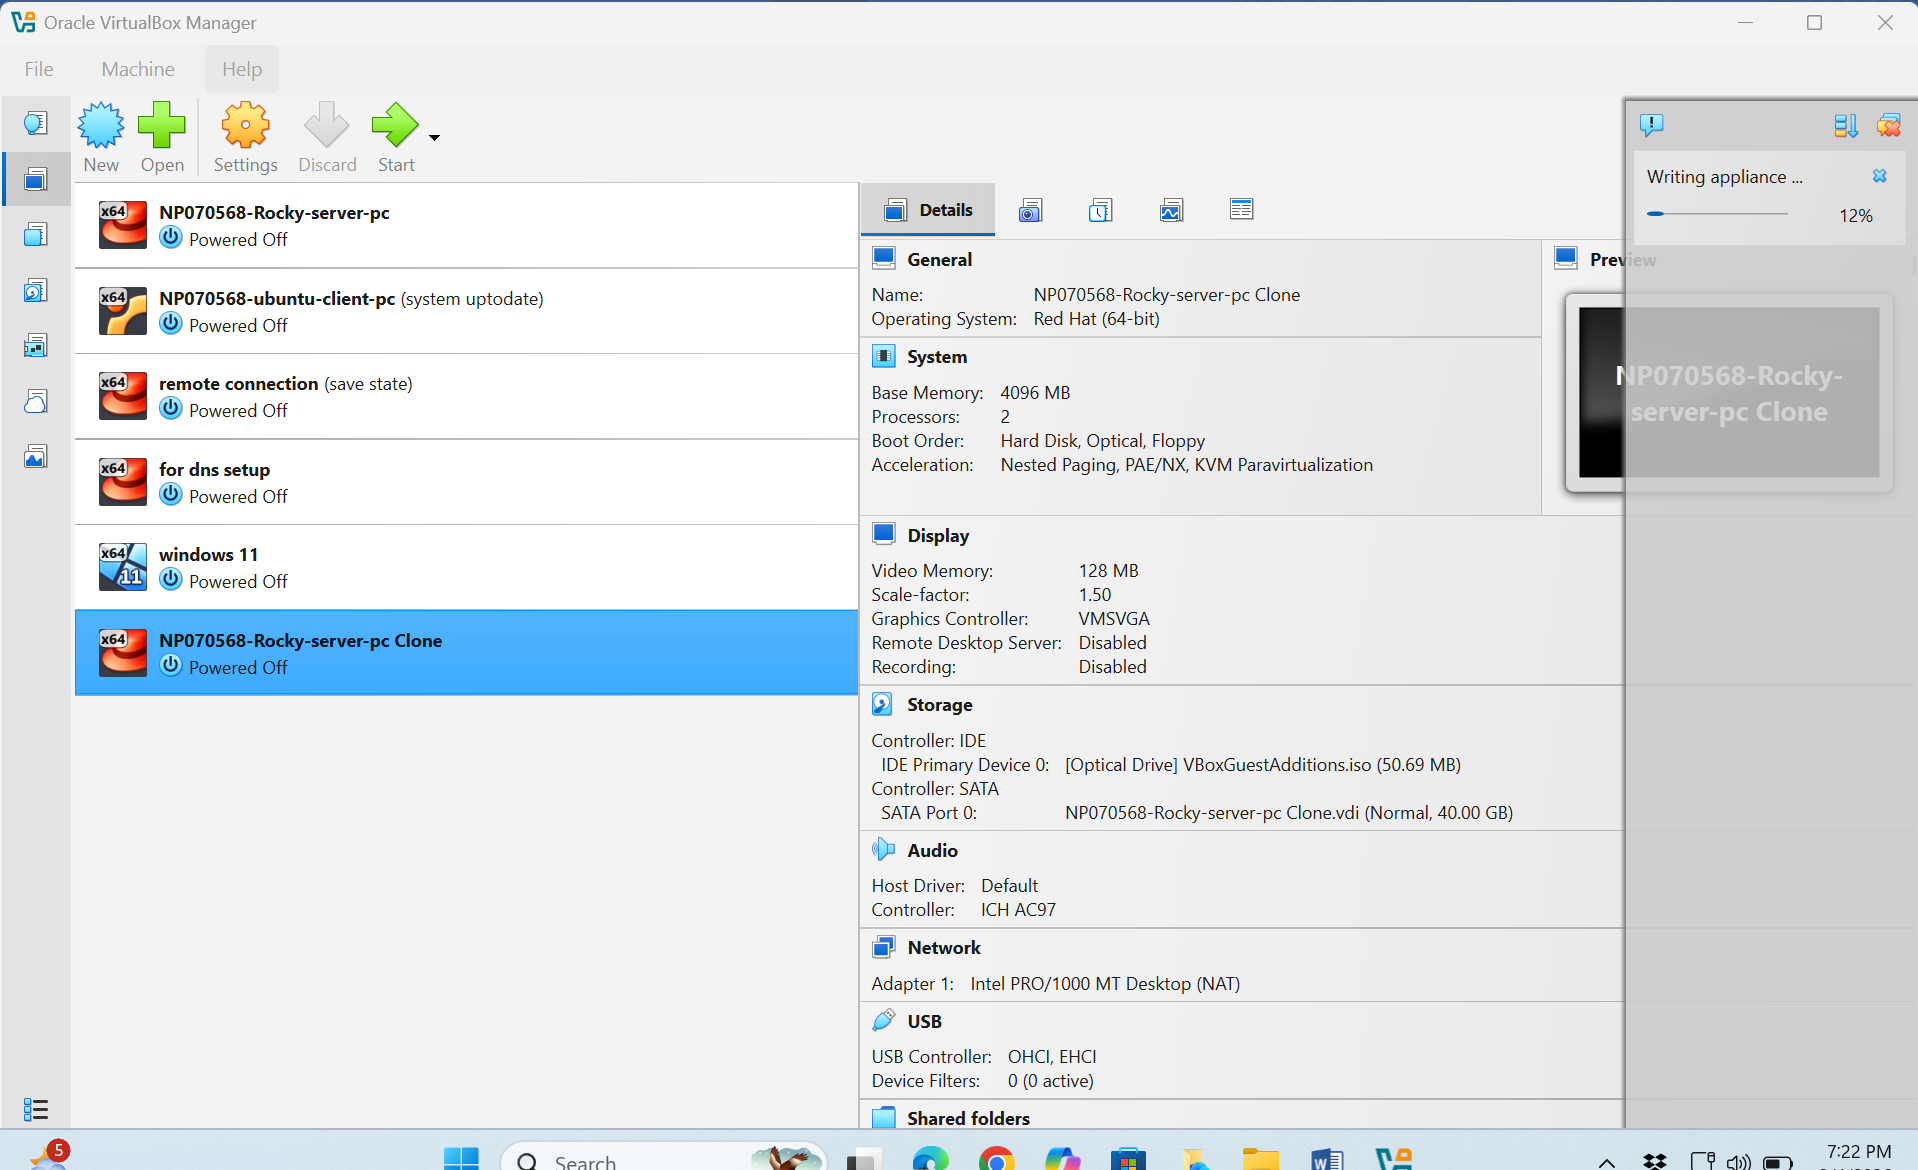 Oracle VirtualBox Manager
File Machine Help
New Open Settings Discard Start
x64 NP070568-Rocky-server-pc
Powered Off
x64 NP070568-ubuntu-client-pc (system uptodate)
Powered Off
x64 remote connection (save state)
Powered Off
x64 for dns setup
Powered Off
x64 11 windows 11
Powered Off
x64 NP070568-Rocky-server-pc Clone
Powered Off
Details
General
Name: NP070568-Rocky-server-pc Clone
Operating System: Red Hat (64-bit)
System
Base Memory: 4096 MB
Processors: 2
Boot Order: Hard Disk, Optical, Floppy
Acceleration: Nested Paging, PAE/NX, KVM Paravirtualization
Display
Video Memory: 128 MB
Scale-factor: 1.50
Graphics Controller: VMSVGA
Remote Desktop Server: Disabled
Recording: Disabled
Storage
Controller: IDE
IDE Primary Device 0: [Optical Drive] VBoxGuestAdditions.iso (50.69 MB)
Controller: SATA
SATA Port 0: NP070568-Rocky-server-pc Clone.vdi (Normal, 40.00 GB)
Audio
Host Driver: Default
Controller: ICH AC97
Network
Adapter 1: Intel PRO/1000 MT Desktop (NAT)
USB
USB Controller: OHCI, EHCI
Device Filters: 0 (0 active)
Shared folders
Preview
NP070568-Rocky-
server-pc Clone
Writing appliance ...
12%
5
Search
7:22 PM